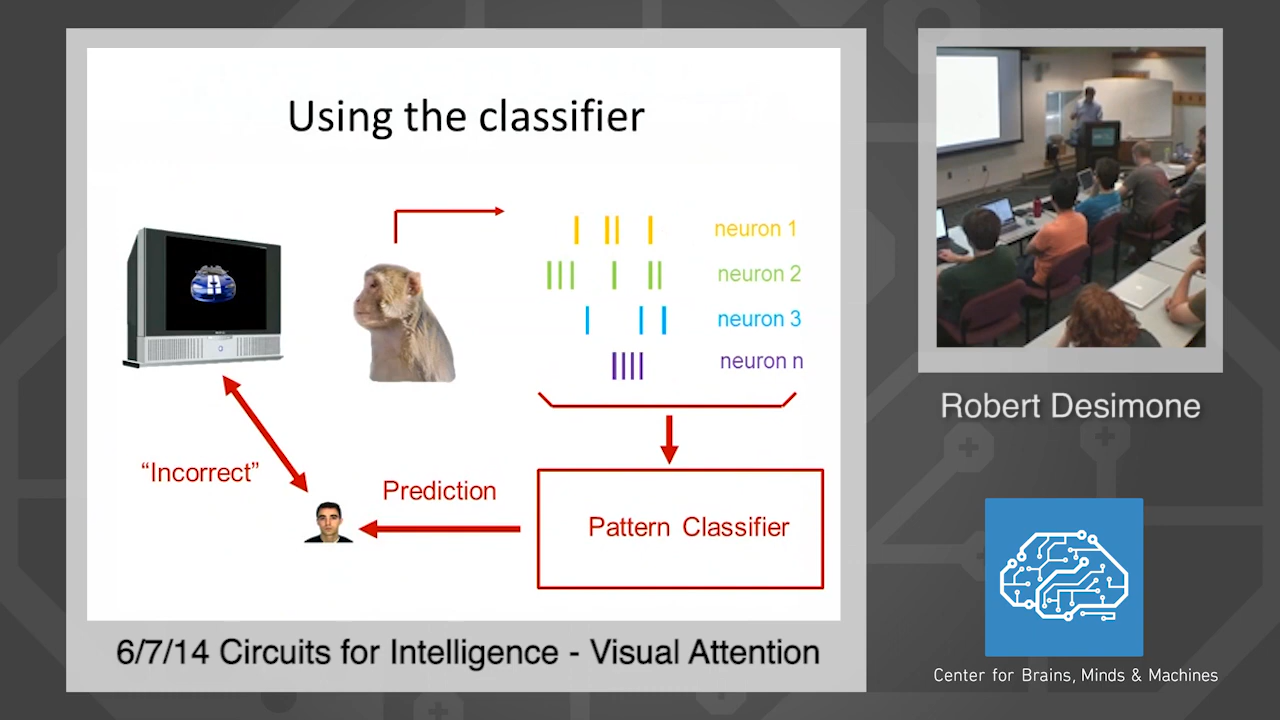 Using the classifier
neuron 1
neuron 2
neuron 3
neuron n
“Incorrect”
Prediction
Pattern Classifier
6/7/14 Circuits for Intelligence - Visual Attention
Robert Desimone
Center for Brains, Minds & Machines